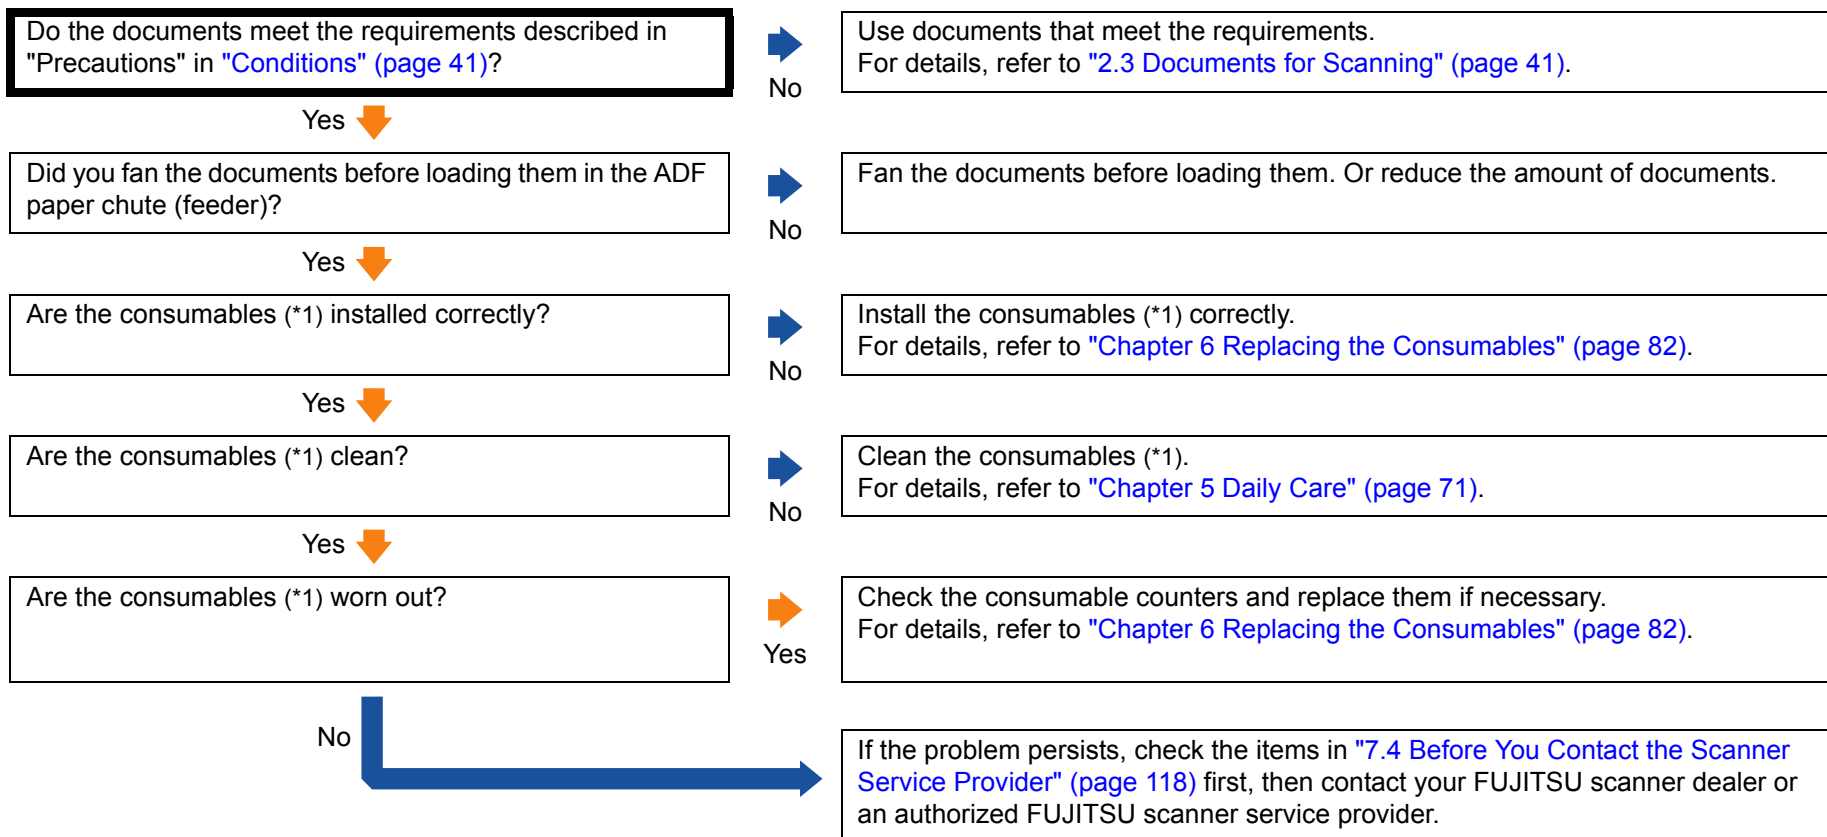 Do the documents meet the requirements described in
"Precautions" in "Conditions" (page 41)?
No
Use documents that meet the requirements.
For details, refer to "2.3 Documents for Scanning" (page 41).
Yes
Did you fan the documents before loading them in the ADF
paper chute (feeder)?
No
Fan the documents before loading them. Or reduce the amount of documents.
Yes
Are the consumables (*1) installed correctly?
No
Install the consumables (*1) correctly.
For details, refer to "Chapter 6 Replacing the Consumables" (page 82).
Yes
Are the consumables (*1) clean?
No
Clean the consumables (*1).
For details, refer to "Chapter 5 Daily Care" (page 71).
Yes
Are the consumables (*1) worn out?
Yes
Check the consumable counters and replace them if necessary.
For details, refer to "Chapter 6 Replacing the Consumables" (page 82).
No
If the problem persists, check the items in "7.4 Before You Contact the Scanner
Service Provider" (page 118) first, then contact your FUJITSU scanner dealer or
an authorized FUJITSU scanner service provider.